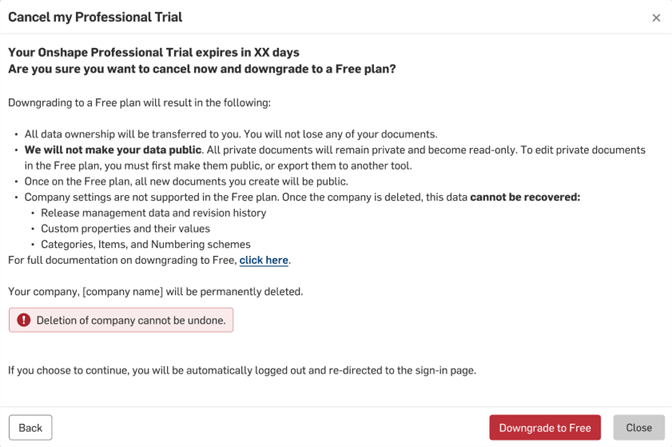 Cancel my Professional Trial
×
Your Onshape Professional Trial expires in XX days
Are you sure you want to cancel now and downgrade to a Free plan?
Downgrading to a Free plan will result in the following:
• All data ownership will be transferred to you. You will not lose any of your documents.
• We will not make your data public. All private documents will remain private and become read-only. To edit private documents
in the Free plan, you must first make them public, or export them to another tool.
• Once on the Free plan, all new documents you create will be public.
• Company settings are not supported in the Free plan. Once the company is deleted, this data cannot be recovered:
• Release management data and revision history
• Custom properties and their values
• Categories, Items, and Numbering schemes
For full documentation on downgrading to Free, click here.
Your company, [company name] will be permanently deleted.
! Deletion of company cannot be undone.
If you choose to continue, you will be automatically logged out and re-directed to the sign-in page.
Back
Downgrade to Free
Close